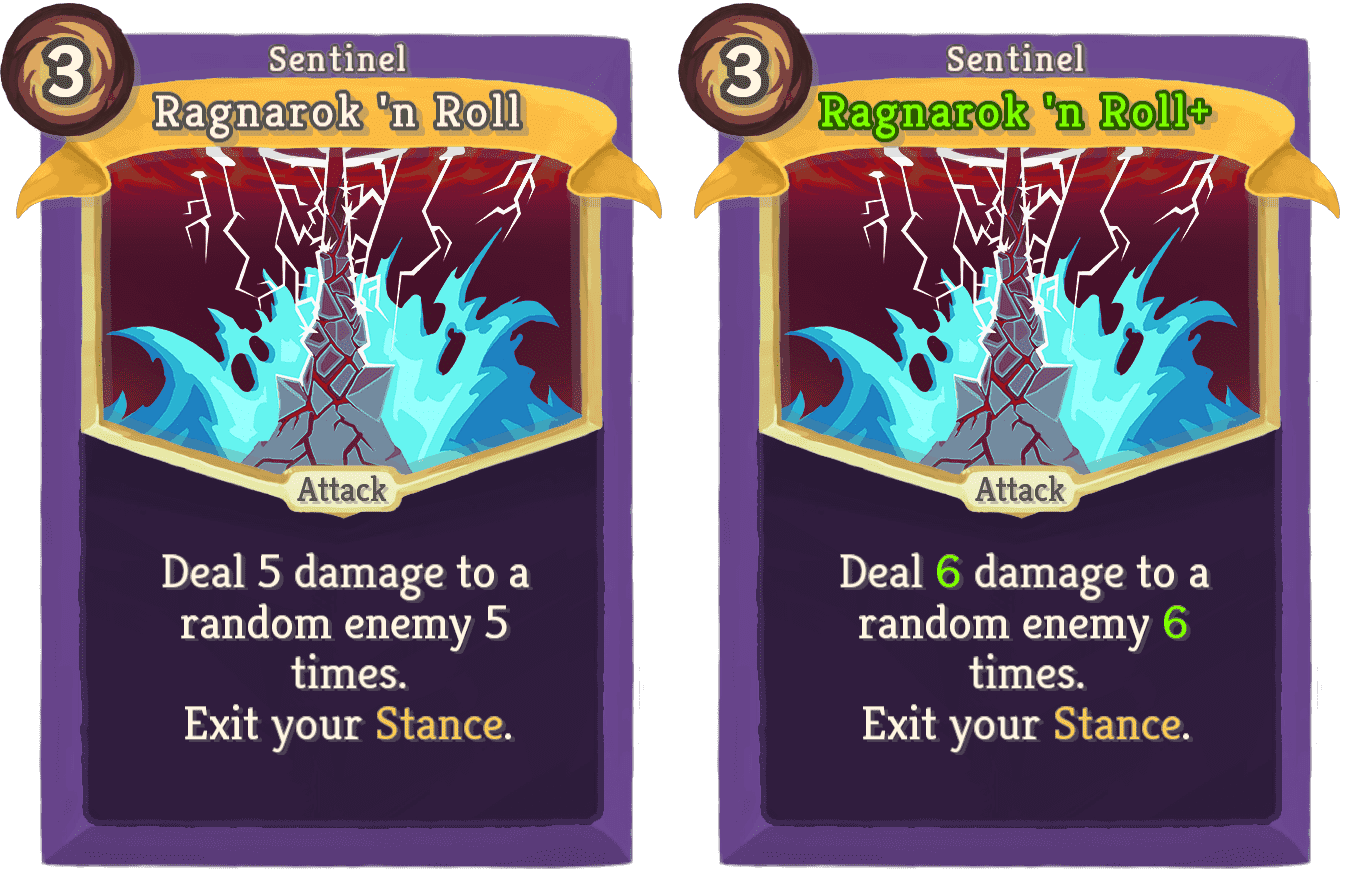 3
Sentinel
Ragnarok 'n Roll
Attack
Deal 5 damage to a
random enemy 5
times.
Exit your Stance.
3
Sentinel
Ragnarok 'n Roll+
Attack
Deal 6 damage to a
random enemy 6
times.
Exit your Stance.